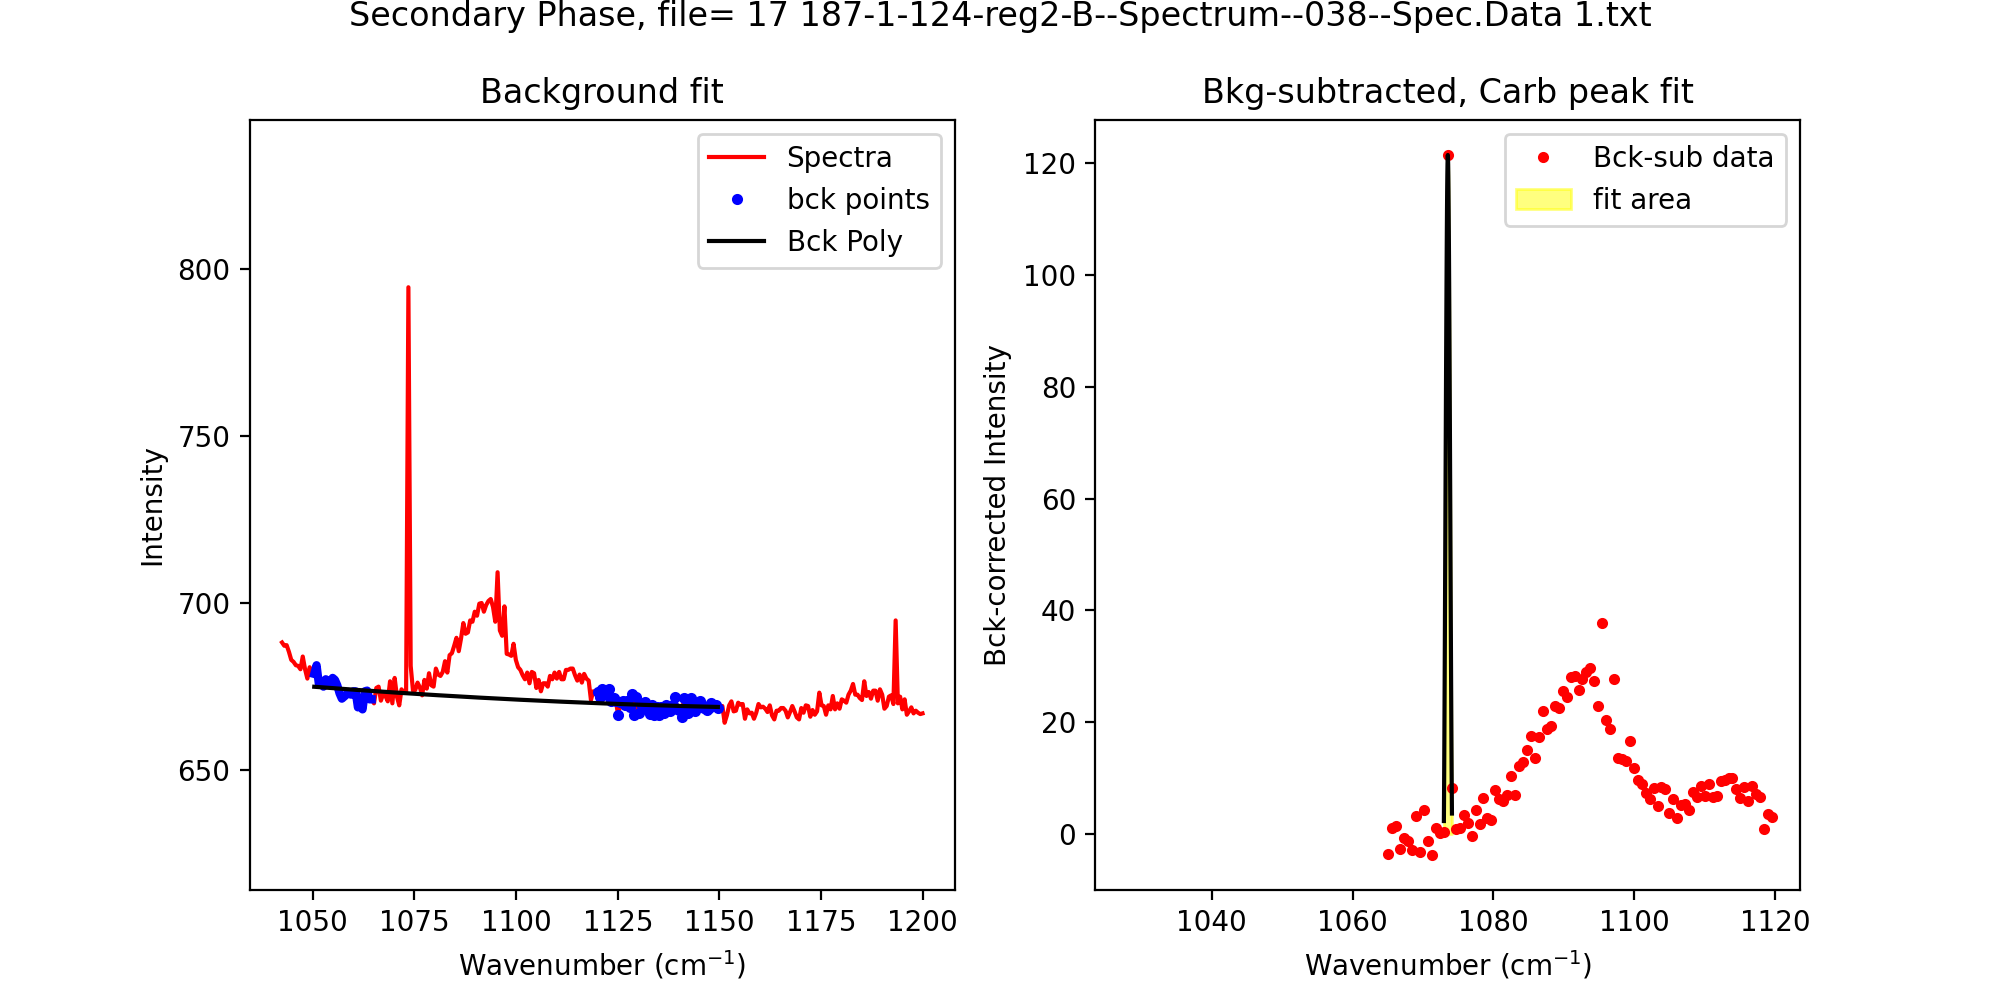 Secondary Phase, file= 17 187-1-124-reg2-B--Spectrum--038--Spec.Data 1.txt
Background fit
Spectra
bck points
Bck Poly
Intensity
800
750
700
650
1050
1075
1100
1125
1150
1175
1200
Wavenumber (cm⁻¹)
Bkg-subtracted, Carb peak fit
Bck-sub data
fit area
Bck-corrected Intensity
120
100
80
60
40
20
0
1040
1060
1080
1100
1120
Wavenumber (cm⁻¹)